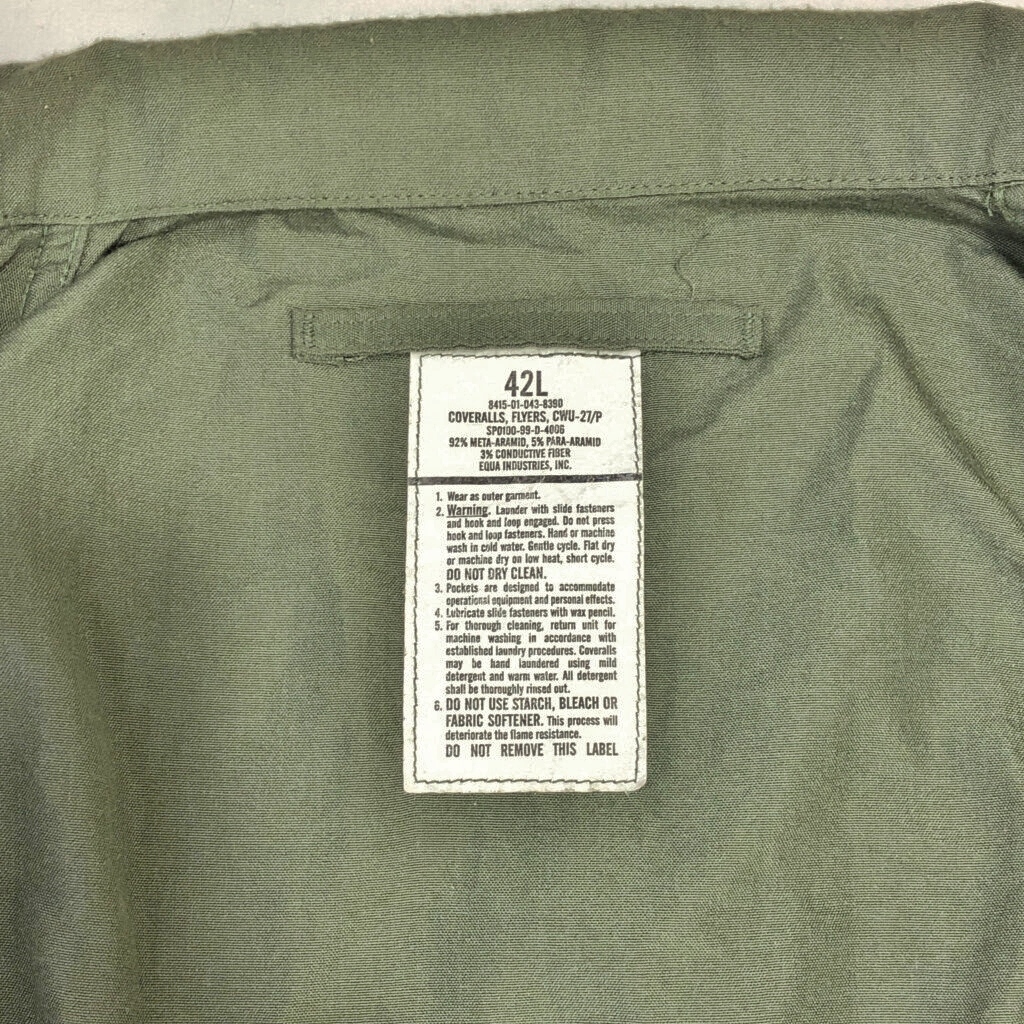 42L
8415-01-043-8390
COVERALLS, FLYERS, CWU-27/P
SPO100-99-D-4006
92% META-ARAMID, 5% PARA-ARAMID
3% CONDUCTIVE FIBER
EQUA INDUSTRIES, INC.
1. Wear as outer garment.
2. Warning. Launder with slide fasteners
and hook and loop engaged. Do not press
hook and loop fasteners. Hand or machine
wash in cold water. Gentle cycle. Flat dry
or machine dry on low heat, short cycle.
DO NOT DRY CLEAN.
3. Pockets are designed to accommodate
operational equipment and personal effects.
4. Lubricate slide fasteners with wax pencil.
5. For thorough cleaning, return unit for
machine washing in accordance with
established laundry procedures. Coveralls
may be hand laundered using mild
detergent and warm water. All detergent
shall be thoroughly rinsed out.
6. DO NOT USE STARCH, BLEACH OR
FABRIC SOFTENER. This process will
deteriorate the flame resistance.
DO NOT REMOVE THIS LABEL